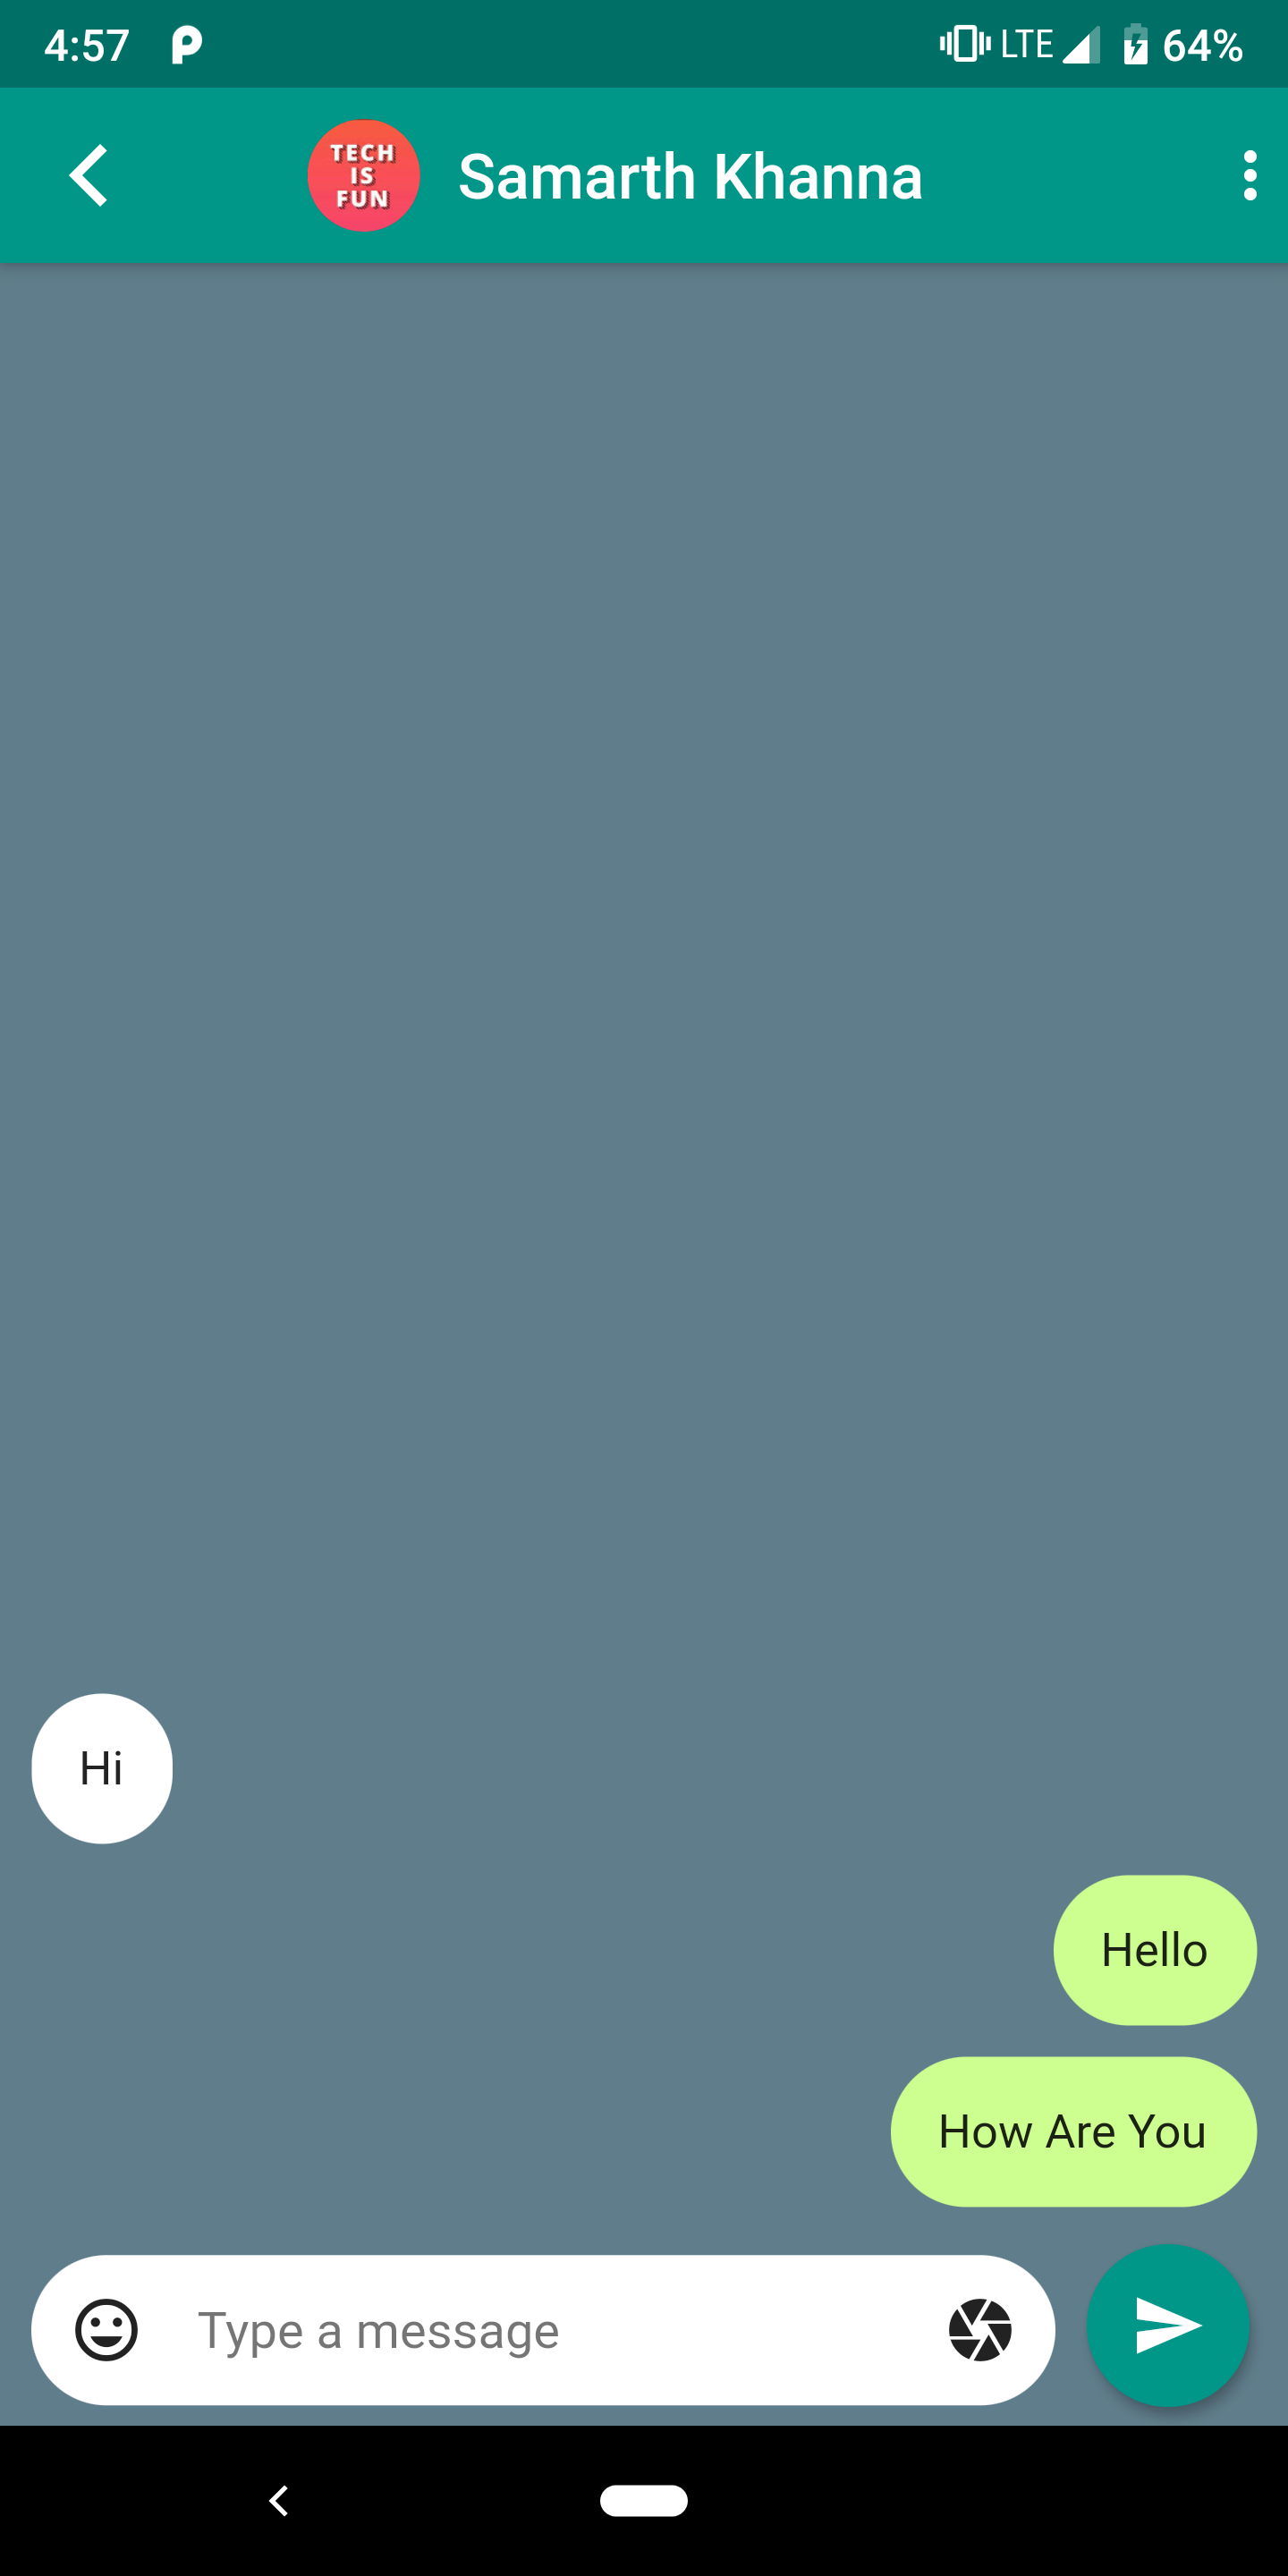 4:57 LTE 64%
TECH
IS
FUN
Samarth Khanna
Hi
Hello
How Are You
Type a message